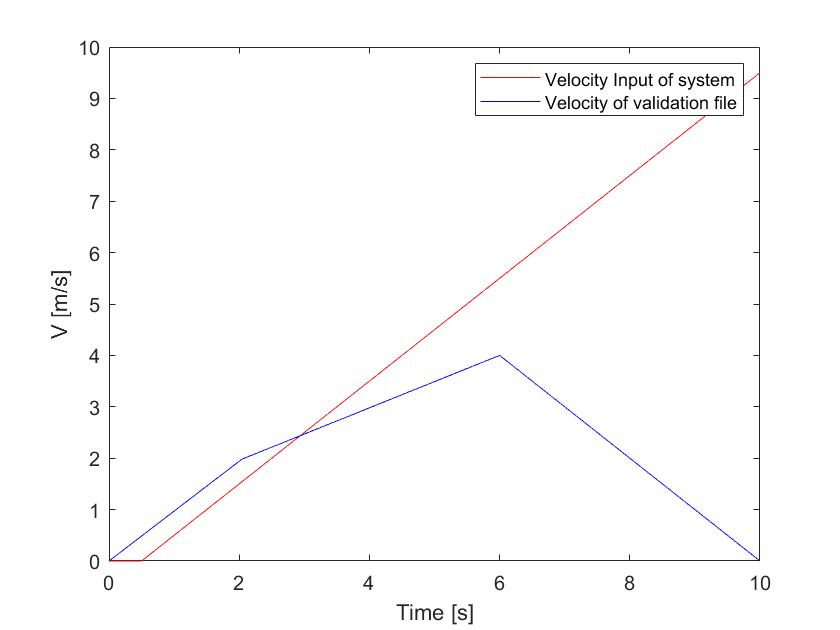 10
9
8
7
6
5
4
3
2
1
0
V [m/s]
Velocity Input of system
Velocity of validation file
0 2 4 6 8 10
Time [s]